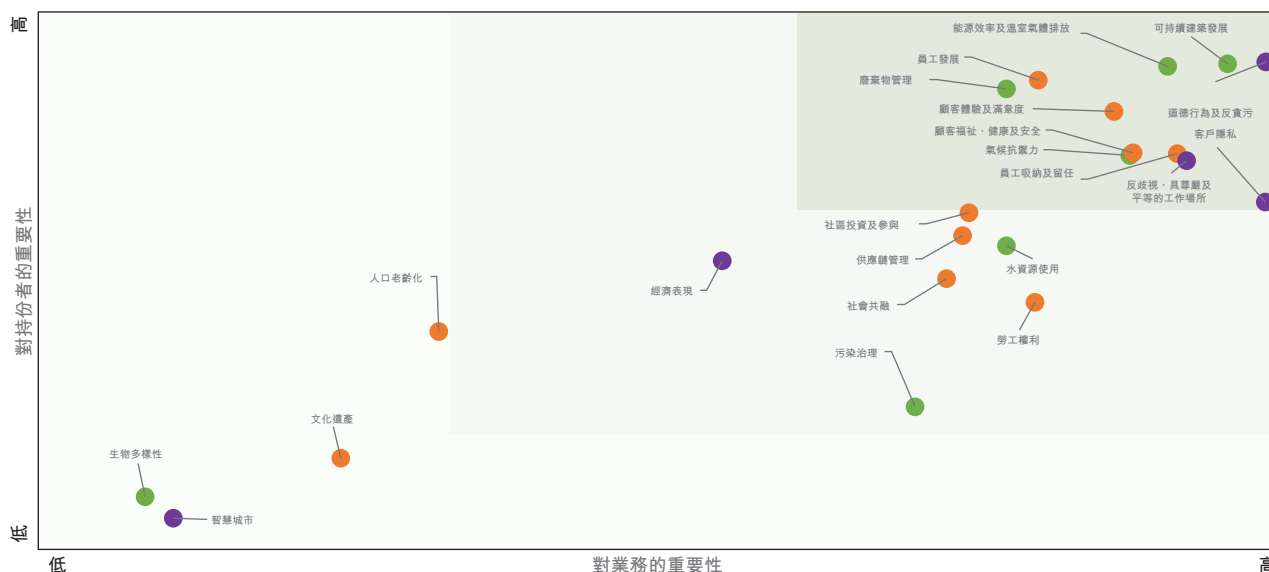 高
能源效率及溫室氣體排放
可持續建築發展
員工發展
廢棄物管理
顧客體驗及滿意度
道德行為及反貪污
顧客福祉、健康及安全
客戶隱私
氣候抗禦力
員工吸納及留任
反歧視、具尊嚴及
平等的工作場所
社區投資及參與
供應鏈管理
水資源使用
人口老齡化
經濟表現
社會共融
對持份者的重要性
勞工權利
污染治理
文化遺產
生物多樣性
智慧城市
低
低
對業務的重要性
高